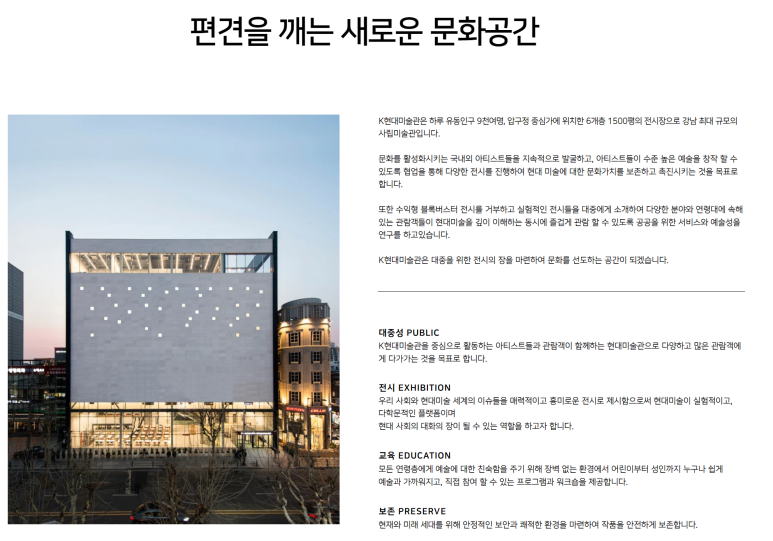 편견을 깨는 새로운 문화공간
K현대미술관은 하루 유동인구 9천여명, 압구정 중심가에 위치한 6개층 1500평의 전시장으로 강남 최대 규모의
사립미술관입니다.
문화를 활성화시키는 국내외 아티스트들을 지속적으로 발굴하고, 아티스트들이 수준 높은 예술을 창작 할 수
있도록 협업을 통해 다양한 전시를 진행하여 현대 미술에 대한 문화가치를 보존하고 촉진시키는 것을 목표로
합니다.
또한 수익형 블록버스터 전시를 거부하고 실험적인 전시들을 대중에게 소개하여 다양한 분야와 연령대에 속해
있는 관람객들이 현대미술을 깊이 이해하는 동시에 즐겁게 관람 할 수 있도록 공공을 위한 서비스와 예술성을
연구를 하고있습니다.
K현대미술관은 대중을 위한 전시의 장을 마련하여 문화를 선도하는 공간이 되겠습니다.
대중성 PUBLIC
K현대미술관을 중심으로 활동하는 아티스트들과 관람객이 함께하는 현대미술관으로 다양하고 많은 관람객에
게 다가가는 것을 목표로 합니다.
전시 EXHIBITION
우리 사회와 현대미술 세계의 이슈들을 매력적이고 흥미로운 전시로 제시함으로써 현대미술이 실험적이고,
다학문적인 플랫폼이며
현대 사회의 대화의 장이 될 수 있는 역할을 하고자 합니다.
교육 EDUCATION
모든 연령층에게 예술에 대한 친숙함을 주기 위해 장벽 없는 환경에서 어린이부터 성인까지 누구나 쉽게
예술과 가까워지고, 직접 참여 할 수 있는 프로그램과 워크숍을 제공합니다.
보존 PRESERVE
현재와 미래 세대를 위해 안정적인 보안과 쾌적한 환경을 마련하여 작품을 안전하게 보존합니다.